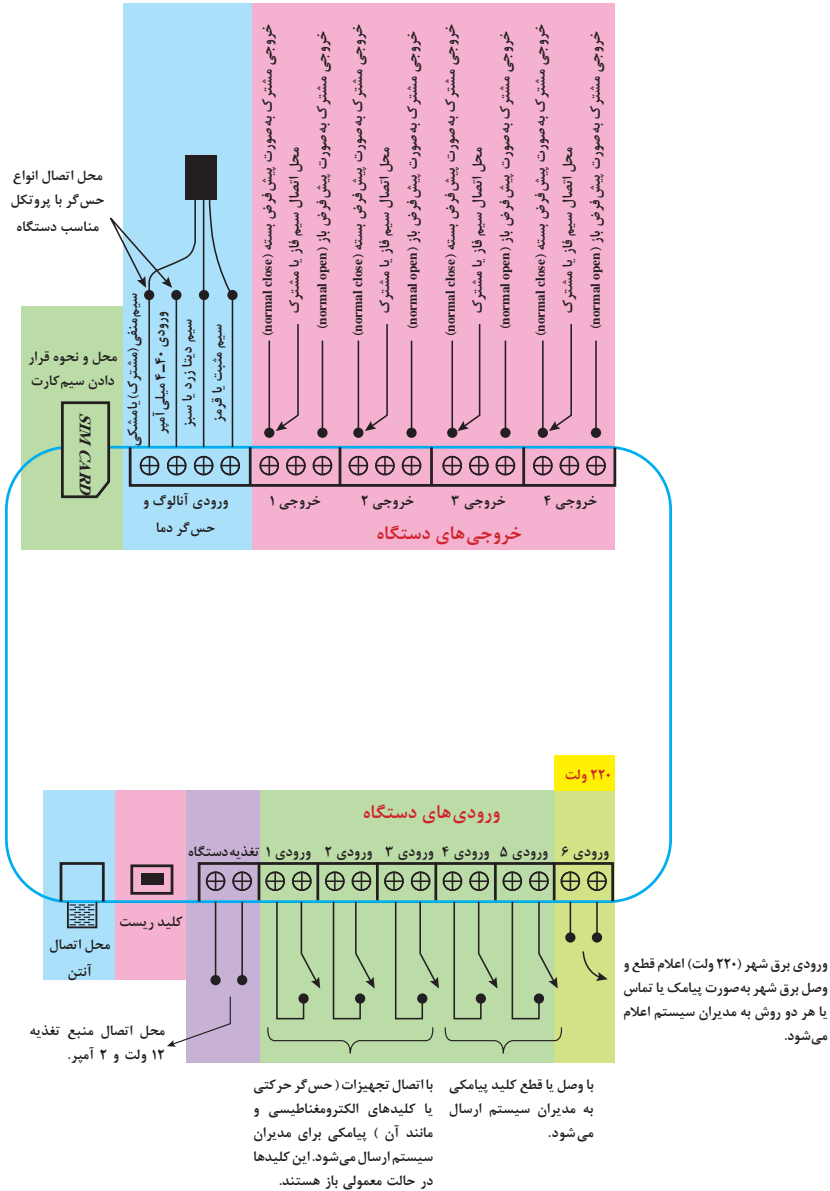 خروجی مشترک به‌صورت پیش‌فرض بسته (normal close)
محل اتصال سیم فاز یا مشترک
خروجی مشترک به‌صورت پیش‌فرض باز (normal open)
خروجی مشترک به‌صورت پیش‌فرض بسته (normal close)
محل اتصال سیم فاز یا مشترک
خروجی مشترک به‌صورت پیش‌فرض باز (normal open)
خروجی مشترک به‌صورت پیش‌فرض بسته (normal close)
محل اتصال سیم فاز یا مشترک
خروجی مشترک به‌صورت پیش‌فرض باز (normal open)
خروجی مشترک به‌صورت پیش‌فرض بسته (normal close)
محل اتصال سیم فاز یا مشترک
خروجی مشترک به‌صورت پیش‌فرض باز (normal open)
محل اتصال انواع
حس‌گر با پروتکل
مناسب دستگاه
سیم منفی (مشترک) یا مشکی
ورودی ۲۰ـ۴ میلی آمپر
سیم دیتا زرد یا سبز
سیم مثبت یا قرمز
محل و نحوه قرار
دادن سیم‌کارت
SIM CARD
ورودی آنالوگ و
حس‌گر دما
خروجی ۱
خروجی ۲
خروجی ۳
خروجی ۴
خروجی‌های دستگاه
۲۲۰ ولت
ورودی‌های دستگاه
تغذیه دستگاه
ورودی ۱
ورودی ۲
ورودی ۳
ورودی ۴
ورودی ۵
ورودی ۶
کلید ریست
محل اتصال
آنتن
محل اتصال منبع تغذیه
۱۲ ولت و ۲ آمپر.
ورودی برق شهر (۲۲۰ ولت) اعلام قطع و
وصل برق شهر به‌صورت پیامک یا تماس
یا هر دو روش به مدیران سیستم اعلام
می‌شود.
با وصل یا قطع کلید پیامکی
به مدیران سیستم ارسال
می‌شود.
با اتصال تجهیزات ( حس‌گر حرکتی
یا کلیدهای الکترومغناطیسی و
مانند آن ) پیامکی برای مدیران
سیستم ارسال می‌شود. این کلیدها
در حالت معمولی باز هستند.